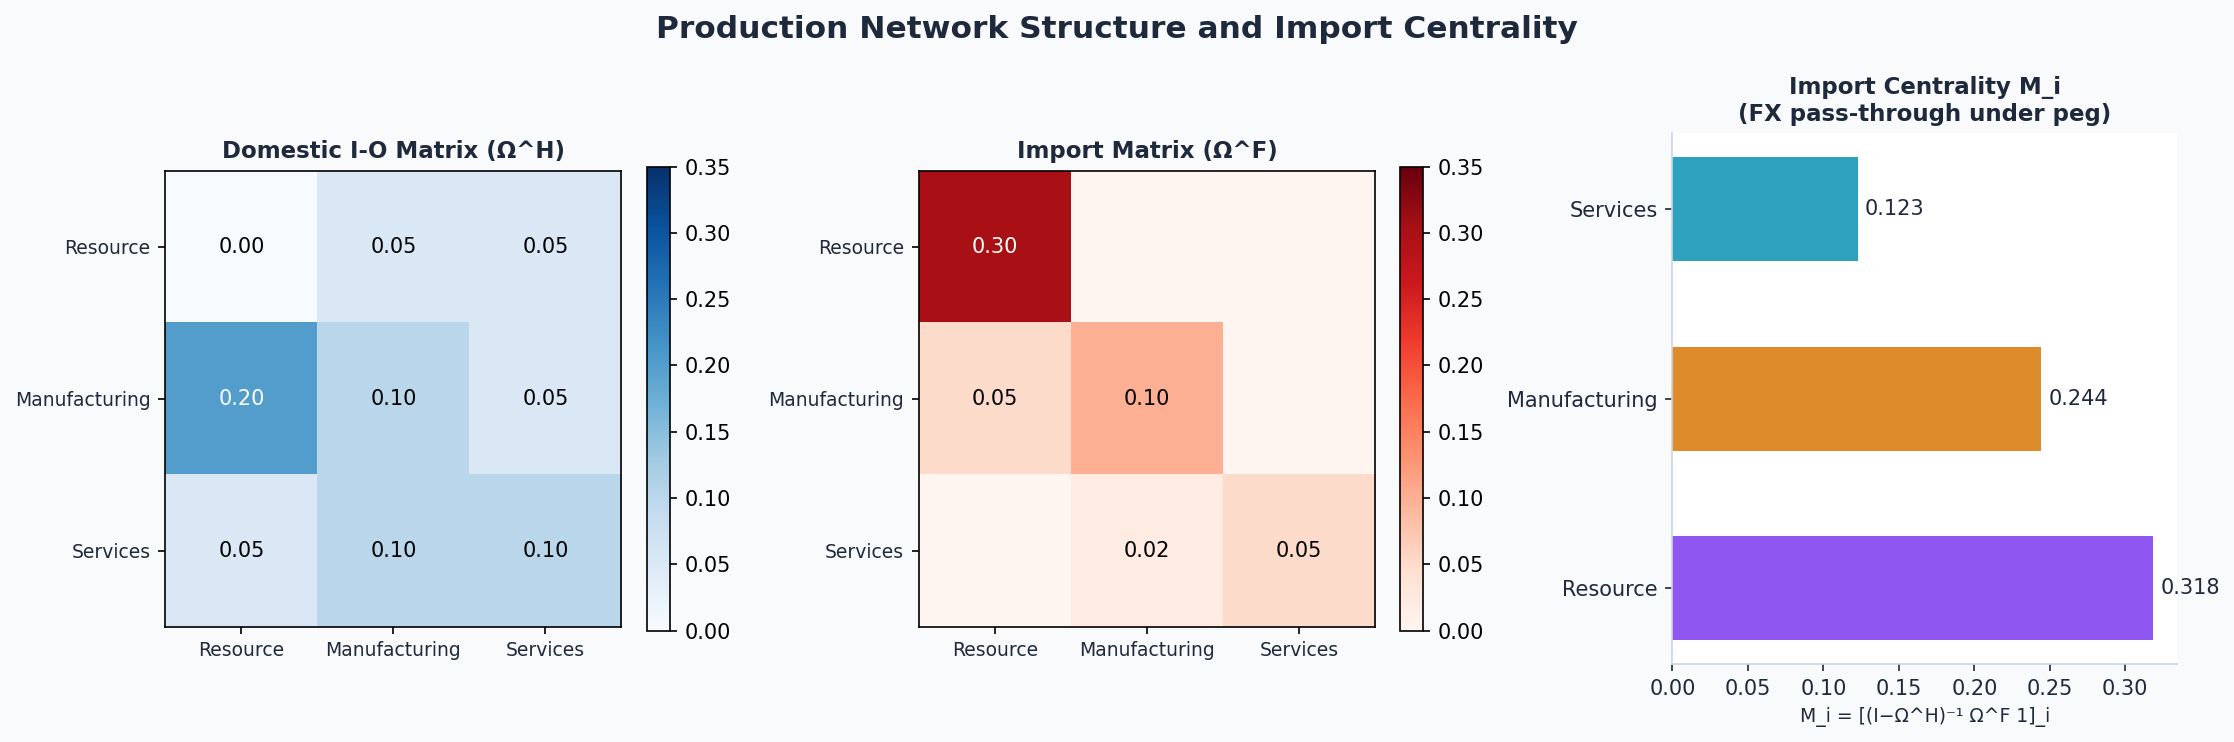 Production Network Structure and Import Centrality
Domestic I-O Matrix (Ω^H)
Resource
Manufacturing
Services
0.00 0.05 0.05
0.20 0.10 0.05
0.05 0.10 0.10
Resource Manufacturing Services
0.35
0.30
0.25
0.20
0.15
0.10
0.05
0.00
Import Matrix (Ω^F)
Resource
Manufacturing
Services
0.30
0.05 0.10
0.02 0.05
Resource Manufacturing Services
0.35
0.30
0.25
0.20
0.15
0.10
0.05
0.00
Import Centrality M_i
(FX pass-through under peg)
Services 0.123
Manufacturing 0.244
Resource 0.318
0.00 0.05 0.10 0.15 0.20 0.25 0.30
M_i = [(I−Ω^H)⁻¹ Ω^F 1]_i